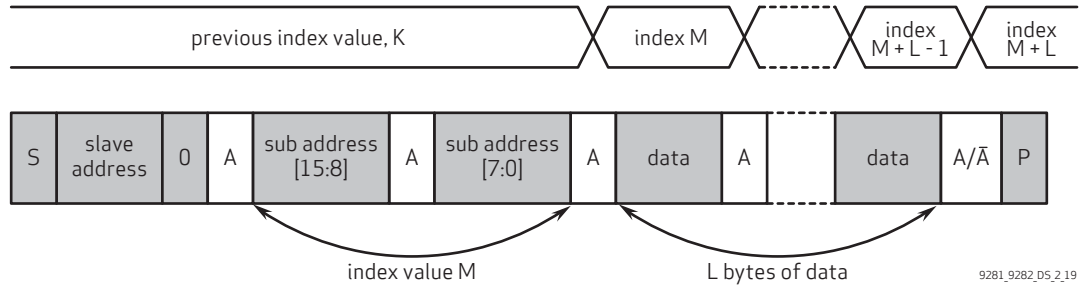 previous index value, K
index M
index
M + L - 1
index
M + L
S
slave
address
0
A
sub address
[15:8]
A
sub address
[7:0]
A
data
A
data
A/Ā
P
index value M
L bytes of data
9281_9282_DS_2_19